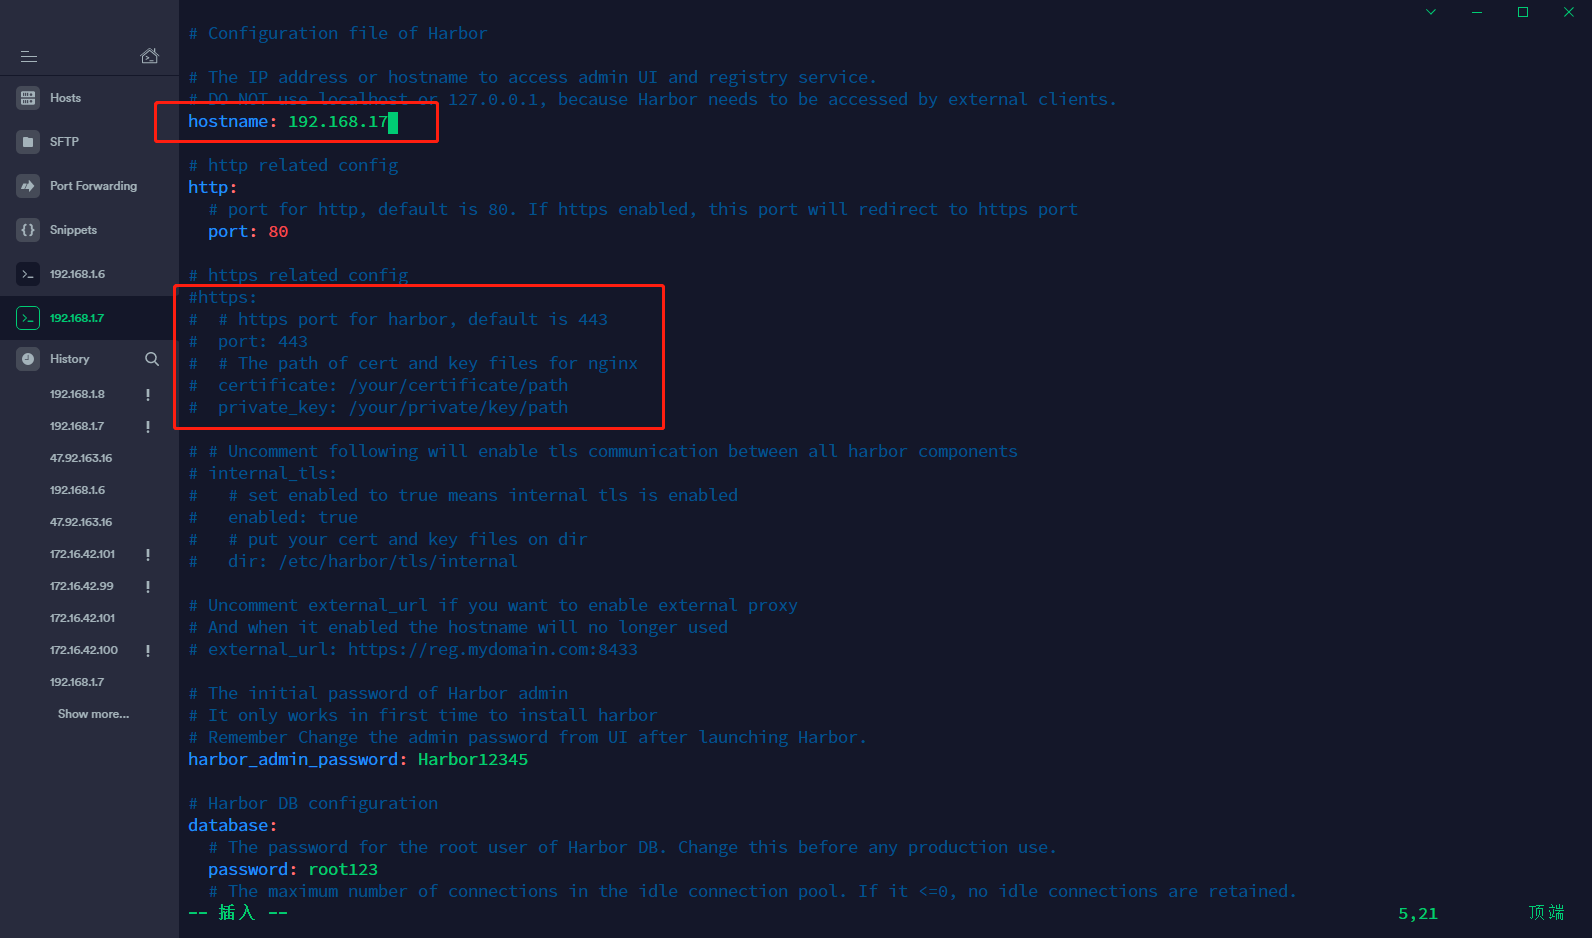 Hosts
SFTP
Port Forwarding
Snippets
192.168.1.6
192.168.1.7
History
192.168.1.8 !
192.168.1.7 !
47.92.163.16
192.168.1.6
47.92.163.16
172.16.42.101 !
172.16.42.99 !
172.16.42.101
172.16.42.100 !
192.168.1.7
Show more...
# Configuration file of Harbor
# The IP address or hostname to access admin UI and registry service.
# DO NOT use localhost or 127.0.0.1, because Harbor needs to be accessed by external clients.
hostname: 192.168.17
# http related config
http:
  # port for http, default is 80. If https enabled, this port will redirect to https port
  port: 80
# https related config
#https:
#  # https port for harbor, default is 443
#  port: 443
#  # The path of cert and key files for nginx
#  certificate: /your/certificate/path
#  private_key: /your/private/key/path
# # Uncomment following will enable tls communication between all harbor components
# internal_tls:
#   # set enabled to true means internal tls is enabled
#   enabled: true
#   # put your cert and key files on dir
#   dir: /etc/harbor/tls/internal
# Uncomment external_url if you want to enable external proxy
# And when it enabled the hostname will no longer used
# external_url: https://reg.mydomain.com:8433
# The initial password of Harbor admin
# It only works in first time to install harbor
# Remember Change the admin password from UI after launching Harbor.
harbor_admin_password: Harbor12345
# Harbor DB configuration
database:
  # The password for the root user of Harbor DB. Change this before any production use.
  password: root123
  # The maximum number of connections in the idle connection pool. If it <=0, no idle connections are retained.
-- 插入 -- 5,21 顶端